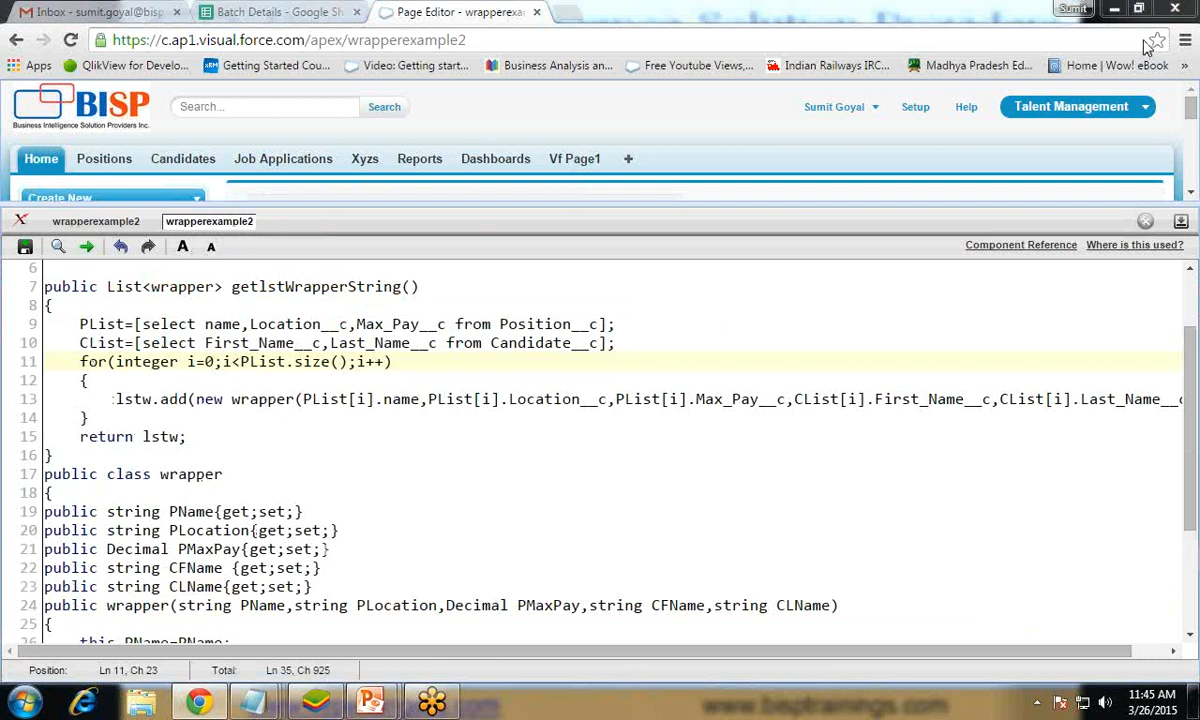 Inbox - sumit.goyal@bisp
Batch Details - Google Sh
Page Editor - wrapperexa
Sumit
https://c.ap1.visual.force.com/apex/wrapperexample2
Apps
QlikView for Develo...
Getting Started Cou...
Video: Getting start...
Business Analysis an...
Free Youtube Views,...
Indian Railways IRC...
Madhya Pradesh Ed...
Home | Wow! eBook
»
BISP
Business Intelligence Solution Providers Inc.
Search...
Search
Sumit Goyal
Setup
Help
Talent Management
Home
Positions
Candidates
Job Applications
Xyzs
Reports
Dashboards
Vf Page1
+
Create New
wrapperexample2
wrapperexample2
A
A
Component Reference
Where is this used?
6
7 public List<wrapper> getlstWrapperString()
8 {
9 PList=[select name,Location__c,Max_Pay__c from Position__c];
10 CList=[select First_Name__c,Last_Name__c from Candidate__c];
11 for(integer i=0;i<PList.size();i++)
12 {
13 lstw.add(new wrapper(PList[i].name,PList[i].Location__c,PList[i].Max_Pay__c,CList[i].First_Name__c,CList[i].Last_Name__c
14 }
15 return lstw;
16 }
17 public class wrapper
18 {
19 public string PName{get;set;}
20 public string PLocation{get;set;}
21 public Decimal PMaxPay{get;set;}
22 public string CFName {get;set;}
23 public string CLName{get;set;}
24 public wrapper(string PName,string PLocation,Decimal PMaxPay,string CFName,string CLName)
25 {
26 this.PName=PName;
Position:
Ln 11, Ch 23
Total:
Ln 35, Ch 925
www.bisptrainings.com
11:45 AM
3/26/2015